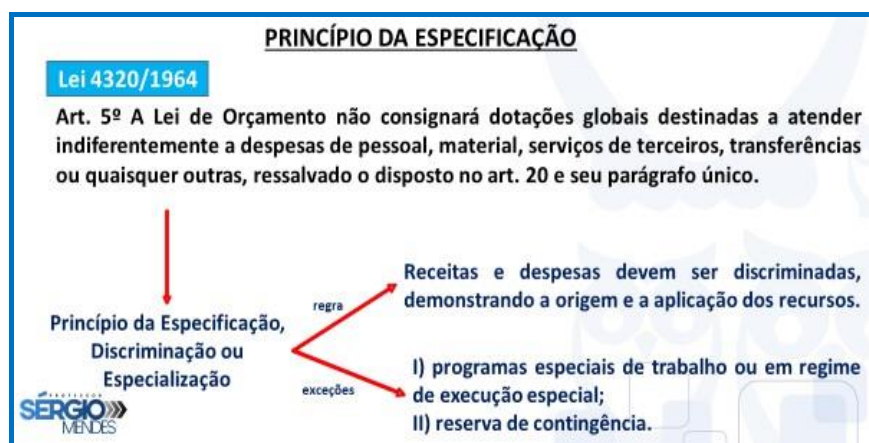 PRINCÍPIO DA ESPECIFICAÇÃO
Lei 4320/1964
Art. 5º A Lei de Orçamento não consignará dotações globais destinadas a atender
indiferentemente a despesas de pessoal, material, serviços de terceiros, transferências
ou quaisquer outras, ressalvado o disposto no art. 20 e seu parágrafo único.
Princípio da Especificação,
Discriminação ou
Especialização
regra
Receitas e despesas devem ser discriminadas,
demonstrando a origem e a aplicação dos recursos.
exceções
I) programas especiais de trabalho ou em regime
de execução especial;
II) reserva de contingência.
PROFESSOR
SÉRGIO
MENDES